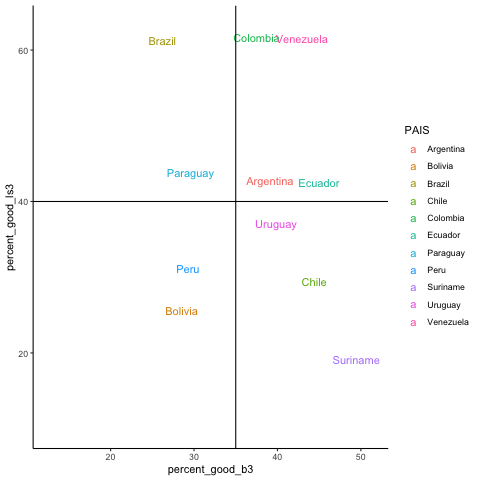 60
40
20
percent_good_ls3
Brazil
Colombia
Venezuela
Paraguay
Argentina
Ecuador
Uruguay
Peru
Chile
Bolivia
Suriname
20
30
40
50
percent_good_b3
PAIS
a Argentina
a Bolivia
a Brazil
a Chile
a Colombia
a Ecuador
a Paraguay
a Peru
a Suriname
a Uruguay
a Venezuela